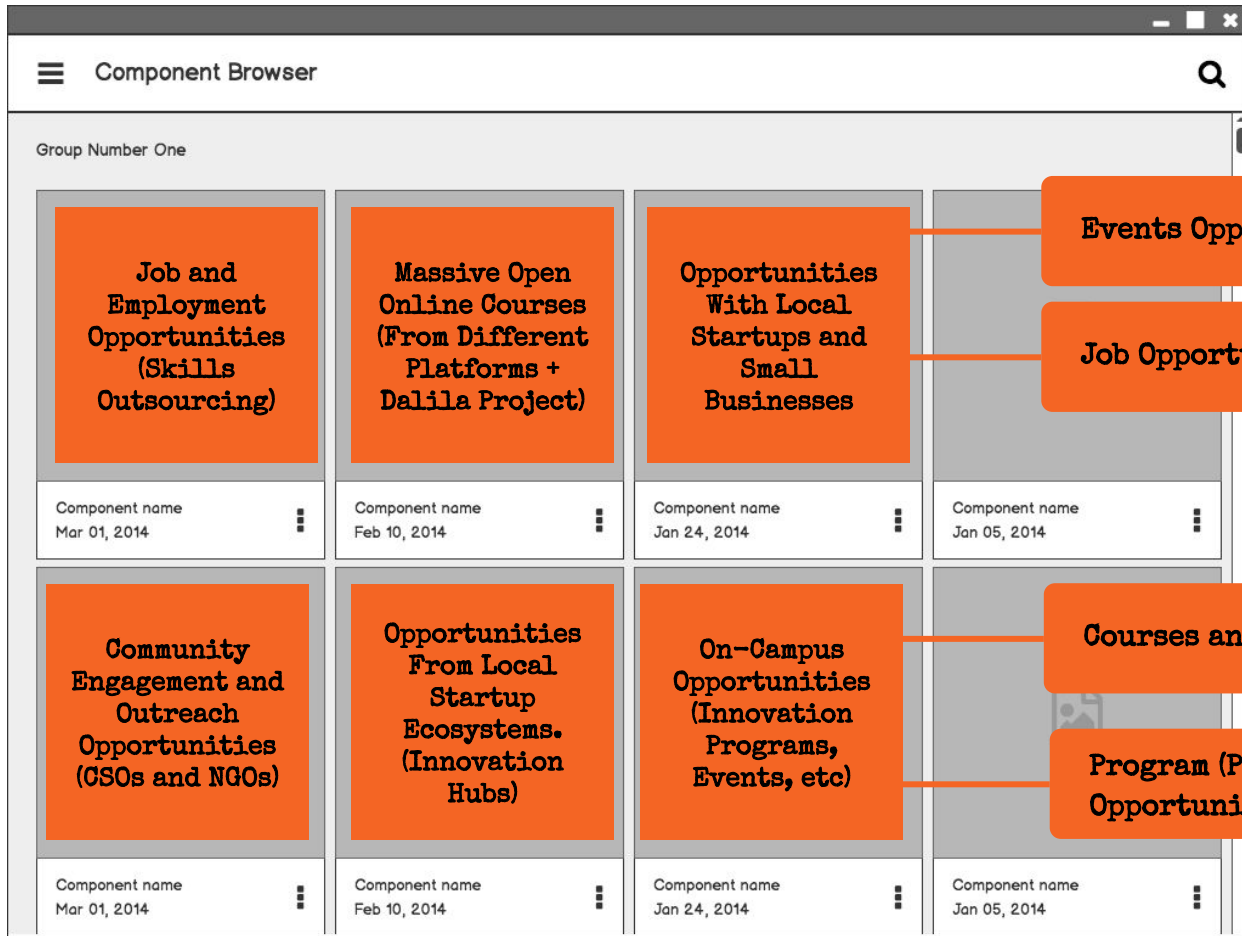 Component Browser
Group Number One
Job and
Employment
Opportunities
(Skills
Outsourcing)
Massive Open
Online Courses
(From Different
Platforms +
Dalila Project)
Opportunities
With Local
Startups and
Small
Businesses
Events Opp
Job Opport
Component name
Mar 01, 2014
Component name
Feb 10, 2014
Component name
Jan 24, 2014
Component name
Jan 05, 2014
Community
Engagement and
Outreach
Opportunities
(CSOs and NGOs)
Opportunities
From Local
Startup
Ecosystems.
(Innovation
Hubs)
On-Campus
Opportunities
(Innovation
Programs,
Events, etc)
Courses an
Program (P
Opportuni
Component name
Mar 01, 2014
Component name
Feb 10, 2014
Component name
Jan 24, 2014
Component name
Jan 05, 2014